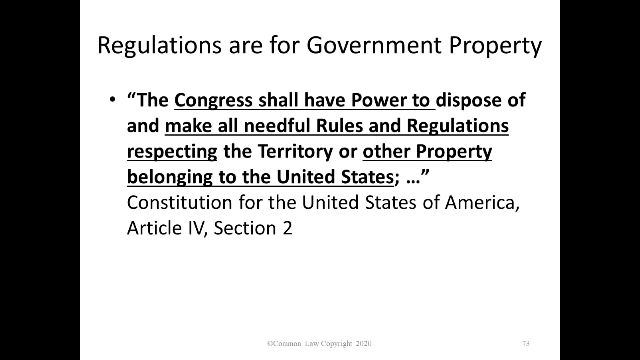 Regulations are for Government Property
• “The Congress shall have Power to dispose of
and make all needful Rules and Regulations
respecting the Territory or other Property
belonging to the United States; …”
Constitution for the United States of America,
Article IV, Section 2
©Common Law Copyright 2020
73